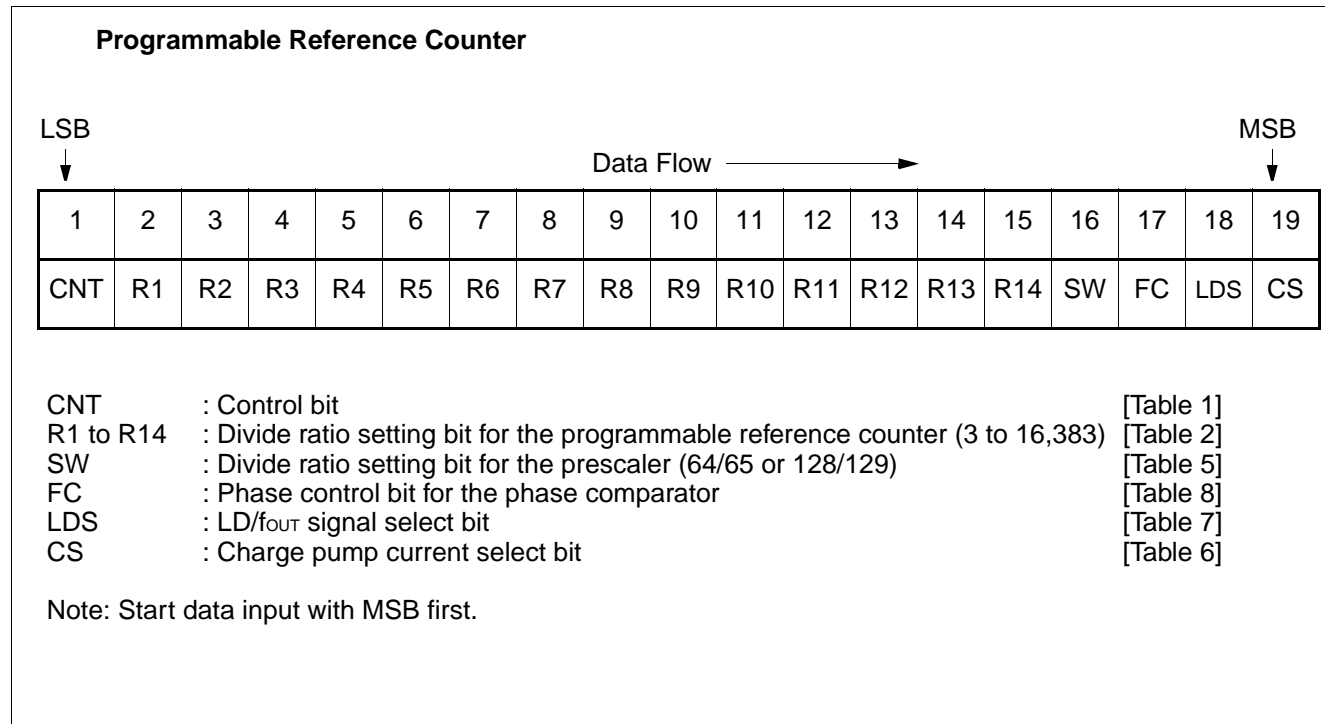 Programmable Reference Counter
LSB MSB
Data Flow
1 2 3 4 5 6 7 8 9 10 11 12 13 14 15 16 17 18 19
CNT R1 R2 R3 R4 R5 R6 R7 R8 R9 R10 R11 R12 R13 R14 SW FC LDS CS
CNT : Control bit [Table 1]
R1 to R14 : Divide ratio setting bit for the programmable reference counter (3 to 16,383) [Table 2]
SW : Divide ratio setting bit for the prescaler (64/65 or 128/129) [Table 5]
FC : Phase control bit for the phase comparator [Table 8]
LDS : LD/fOUT signal select bit [Table 7]
CS : Charge pump current select bit [Table 6]
Note: Start data input with MSB first.